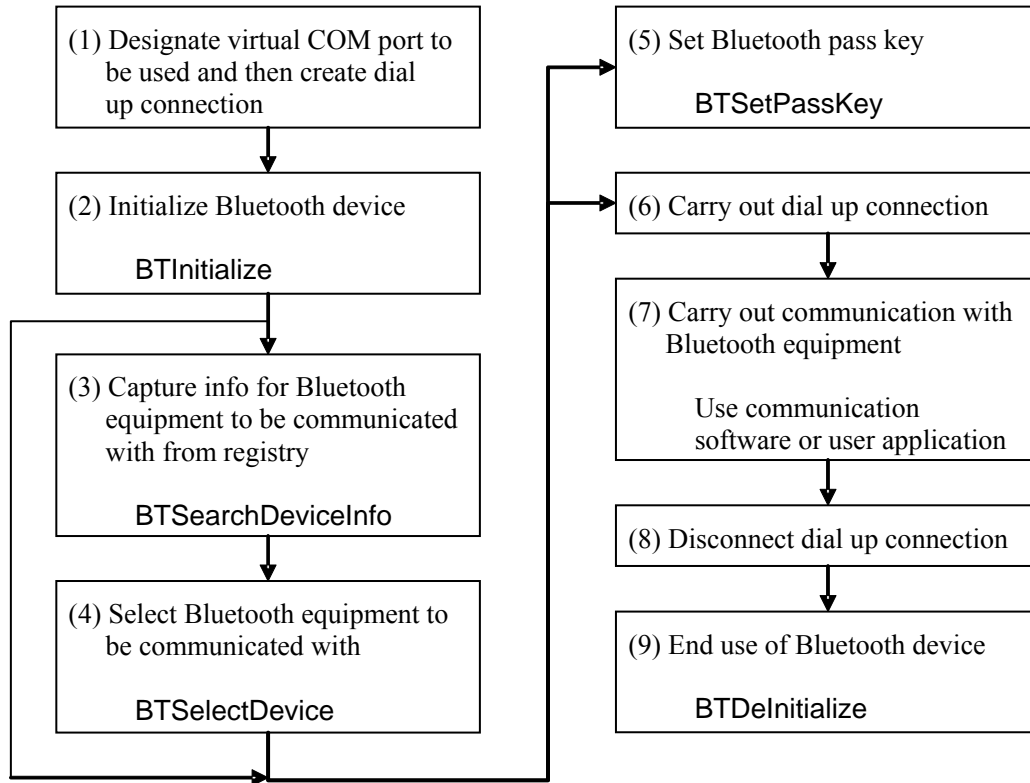 (1) Designate virtual COM port to
be used and then create dial
up connection
(2) Initialize Bluetooth device
BTInitialize
(3) Capture info for Bluetooth
equipment to be communicated
with from registry
BTSearchDeviceInfo
(4) Select Bluetooth equipment to
be communicated with
BTSelectDevice
(5) Set Bluetooth pass key
BTSetPassKey
(6) Carry out dial up connection
(7) Carry out communication with
Bluetooth equipment
Use communication
software or user application
(8) Disconnect dial up connection
(9) End use of Bluetooth device
BTDeInitialize